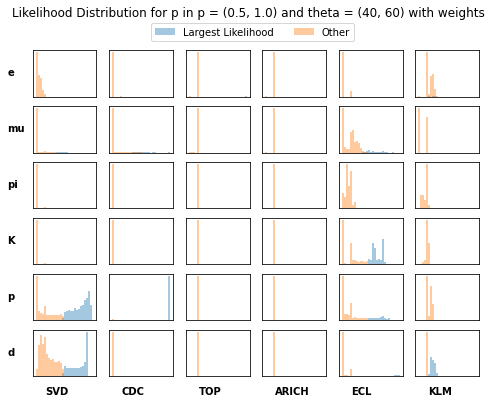 Likelihood Distribution for p in p = (0.5, 1.0) and theta = (40, 60) with weights
Largest Likelihood Other
e
mu
pi
K
p
d
SVD CDC TOP ARICH ECL KLM